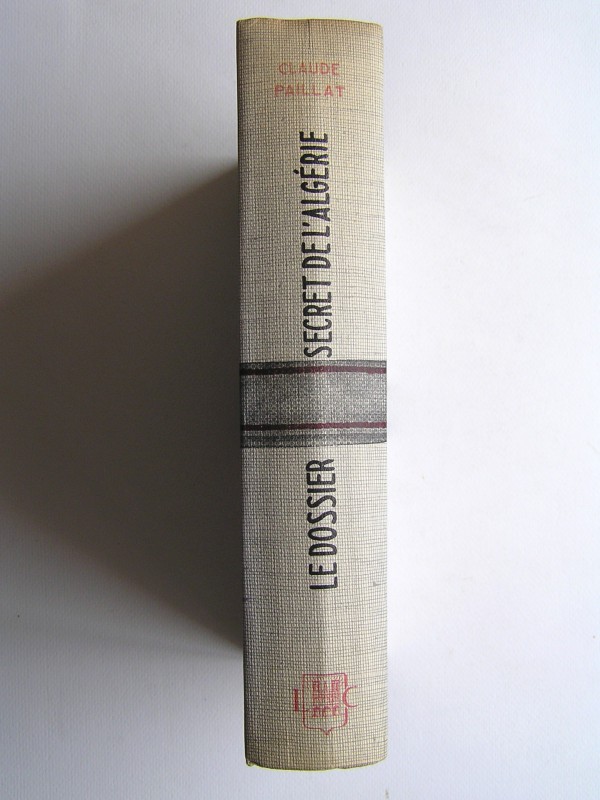 CLAUDE
PAILLAT
LE DOSSIER SECRET DE L'ALGÉRIE
L C